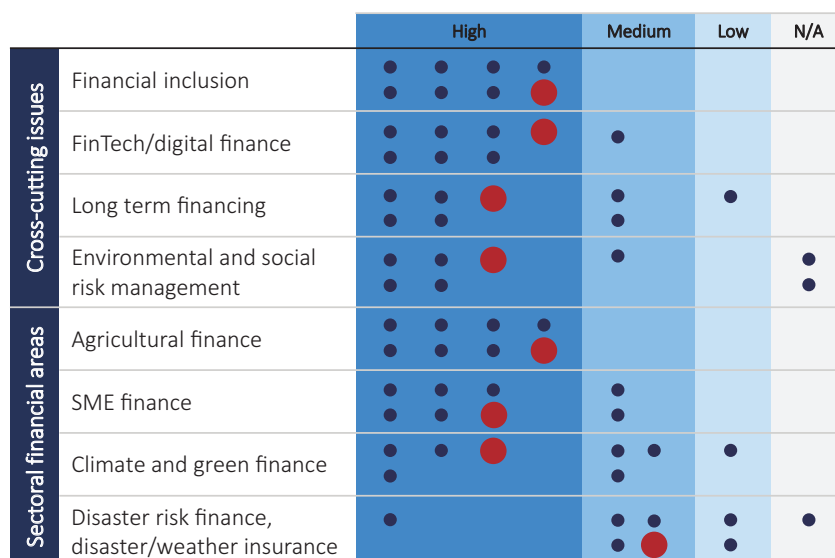 High Medium Low N/A
Cross-cutting issues
Financial inclusion
FinTech/digital finance
Long term financing
Environmental and social
risk management
Sectoral financial areas
Agricultural finance
SME finance
Climate and green finance
Disaster risk finance,
disaster/weather insurance